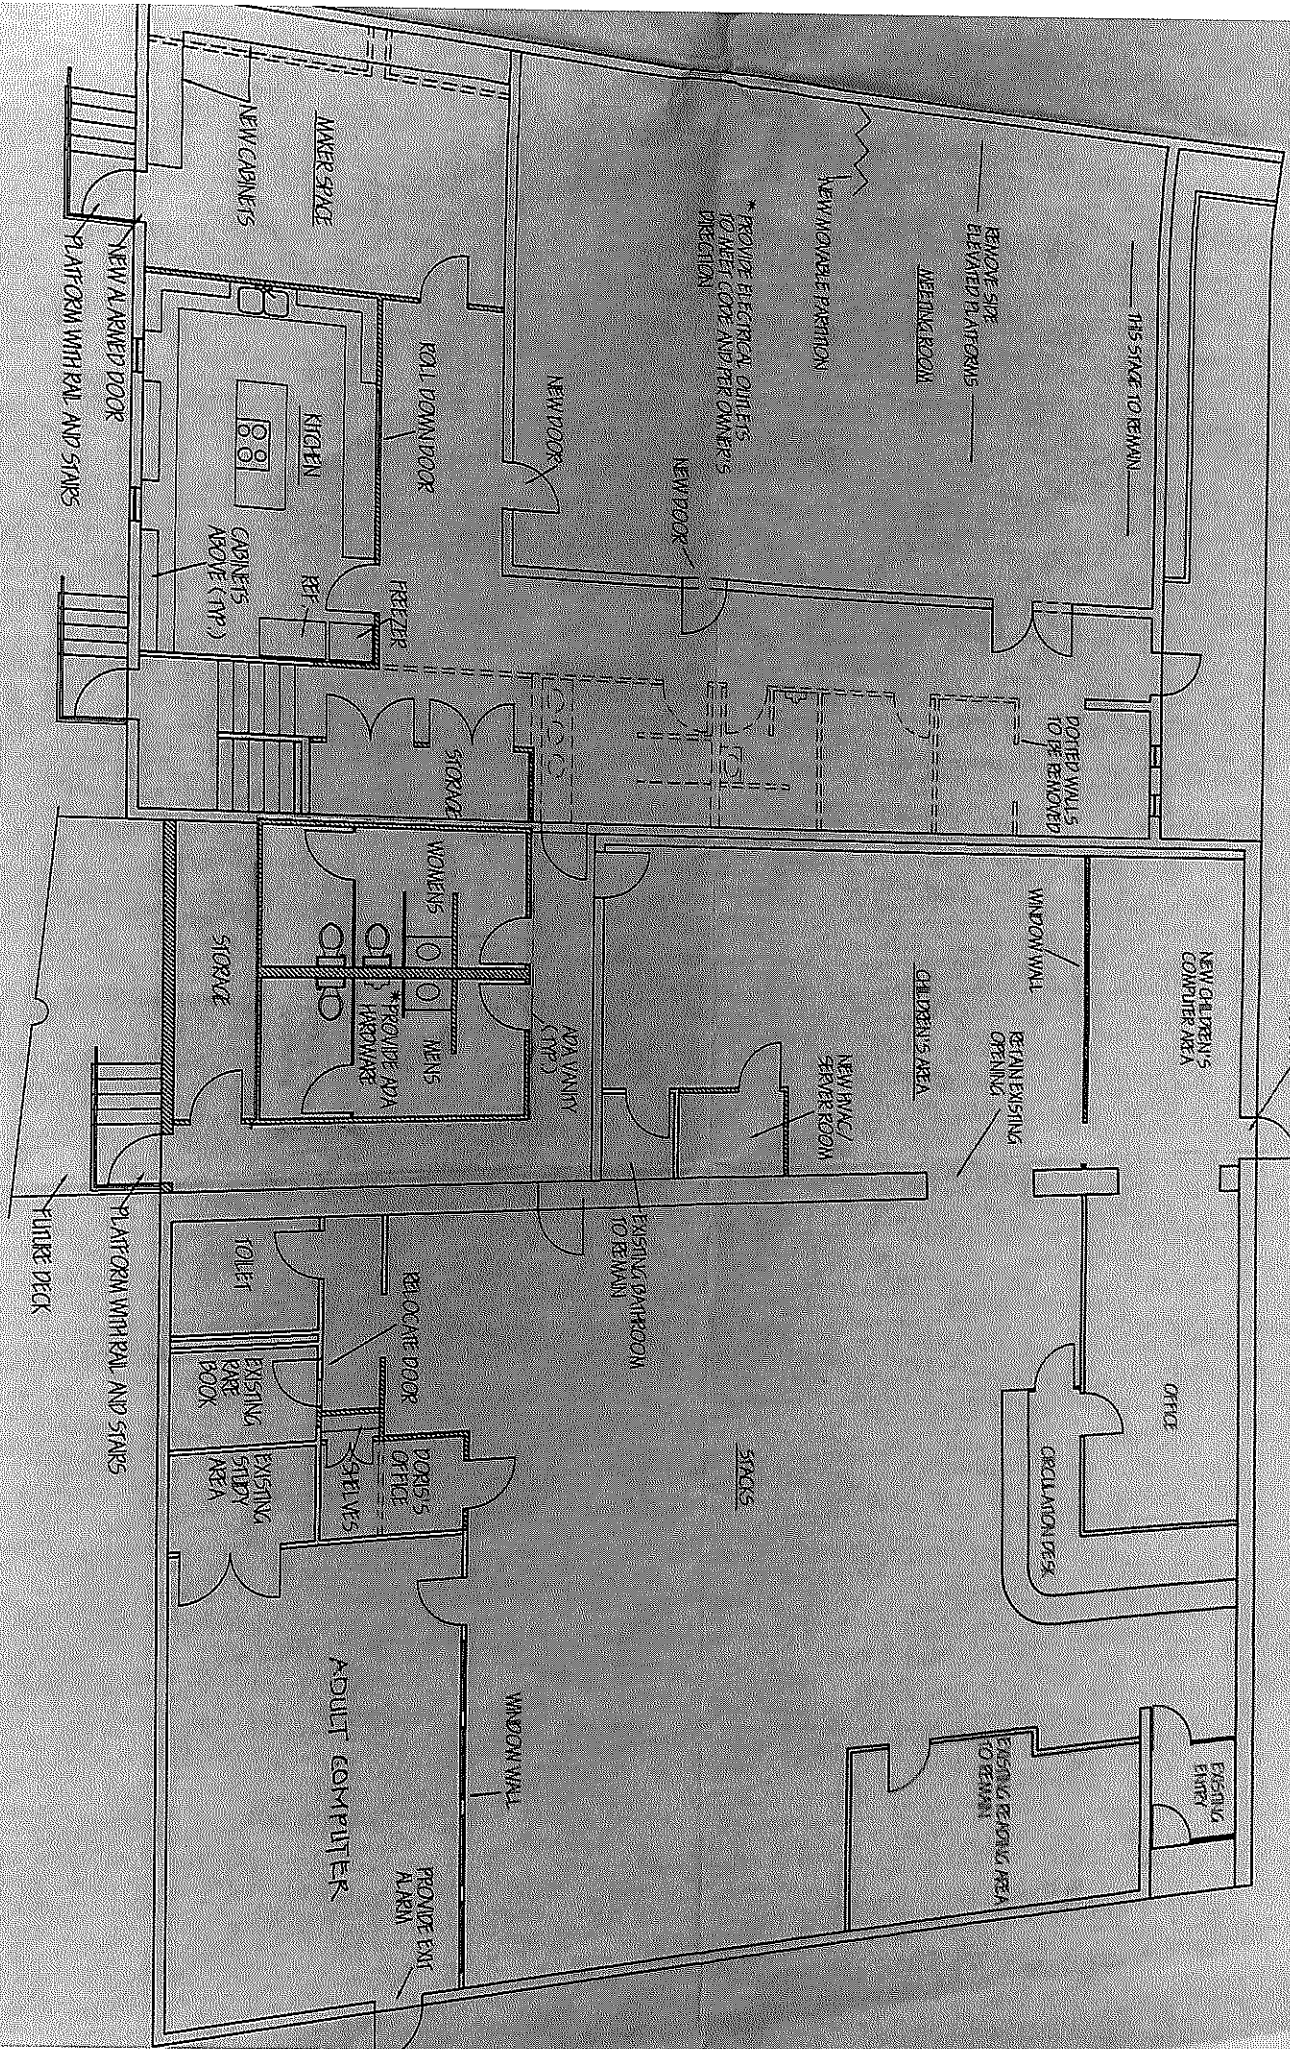 THIS STAGE TO REMAIN
REMOVE SIDE
ELEVATED PLATFORMS
MEETING ROOM
NEW MOVABLE PARTITION
*PROVIDE ELECTRICAL OUTLETS
TO MEET CODE AND PER OWNER'S
DIRECTION
NEW DOOR
NEW DOOR
MAKER SPACE
NEW CABINETS
NEW ALARMED DOOR
PLATFORM WITH RAIL AND STAIRS
ROLL DOWN DOOR
KITCHEN
CABINETS
ABOVE (TYP.)
REF.
FREEZER
STORAGE
DOTTED WALLS
TO BE REMOVED
NEW CHILDREN'S
COMPUTER AREA
WINDOW WALL
CHILDREN'S AREA
RETAIN EXISTING
OPENING
NEW HVAC/
SERVER ROOM
ADA VANITY
(TYP.)
WOMENS
MENS
*PROVIDE ADA
HARDWARE
STORAGE
EXISTING BATHROOM
TO REMAIN
FUTURE DECK
PLATFORM WITH RAIL AND STAIRS
TOILET
RELOCATE DOOR
EXISTING
RARE
BOOK
EXISTING
STUDY
AREA
DORIS'S
OFFICE
SHELVES
STACKS
OFFICE
CIRCULATION DESK
EXISTING READING AREA
TO REMAIN
EXISTING
ENTRY
WINDOW WALL
ADULT COMPUTER
PROVIDE EXIT
ALARM